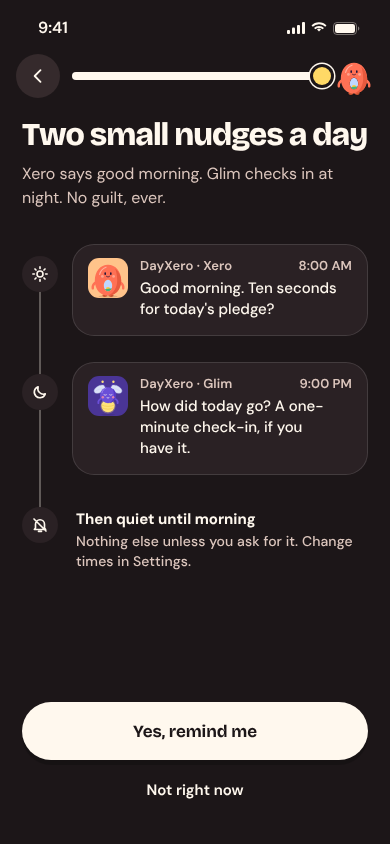 9:41
Two small nudges a day
Xero says good morning. Glim checks in at
night. No guilt, ever.
DayXero · Xero 8:00 AM
Good morning. Ten seconds
for today's pledge?
DayXero · Glim 9:00 PM
How did today go? A one-
minute check-in, if you
have it.
Then quiet until morning
Nothing else unless you ask for it. Change
times in Settings.
Yes, remind me
Not right now